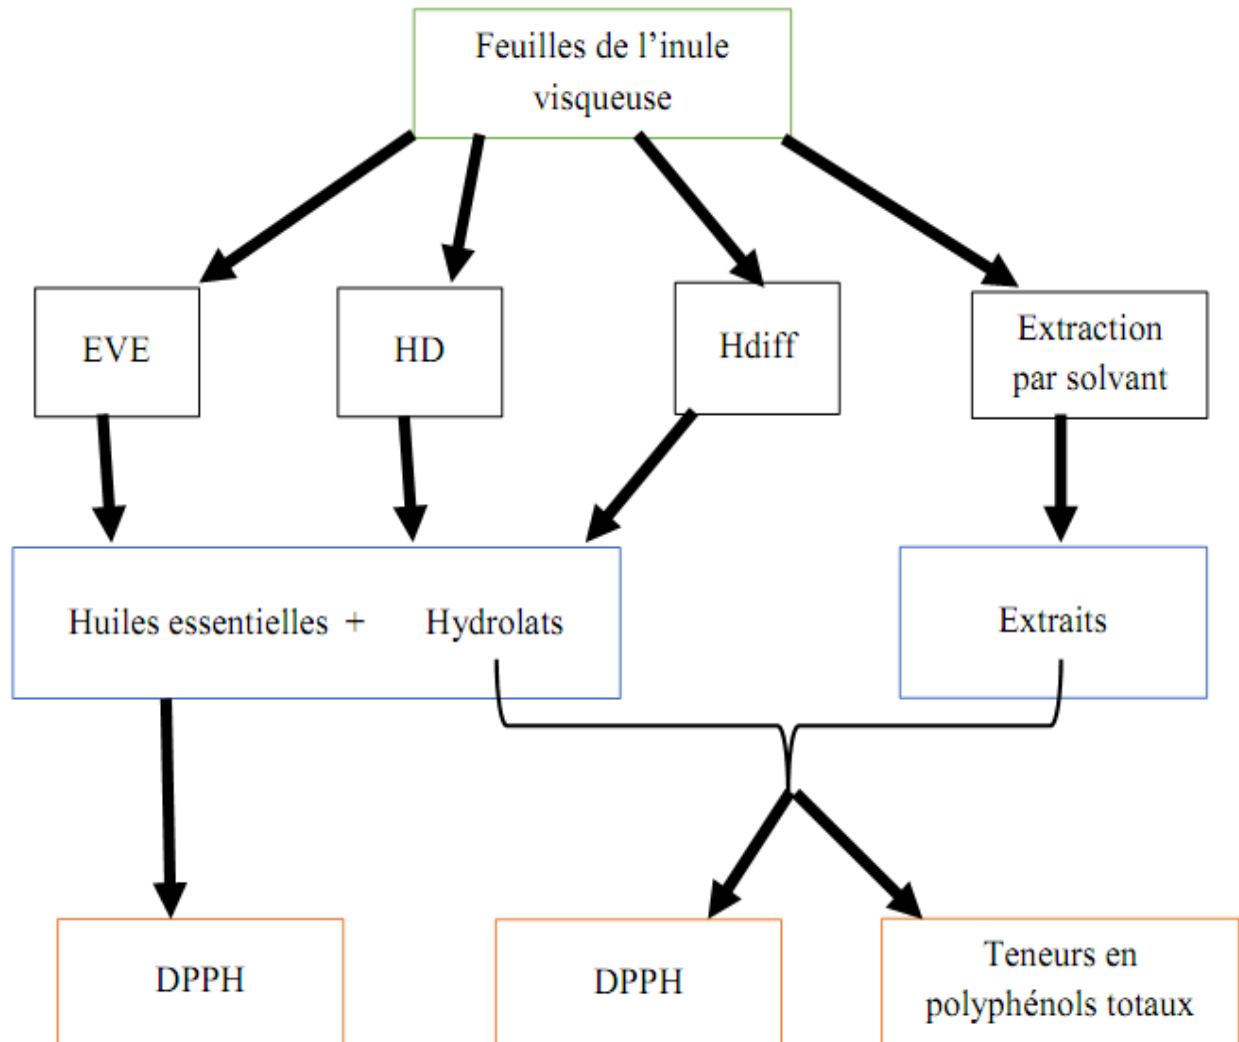 Feuilles de l’inule
visqueuse
EVE
HD
Hdiff
Extraction
par solvant
Huiles essentielles + Hydrolats
Extraits
DPPH
DPPH
Teneurs en
polyphénols totaux